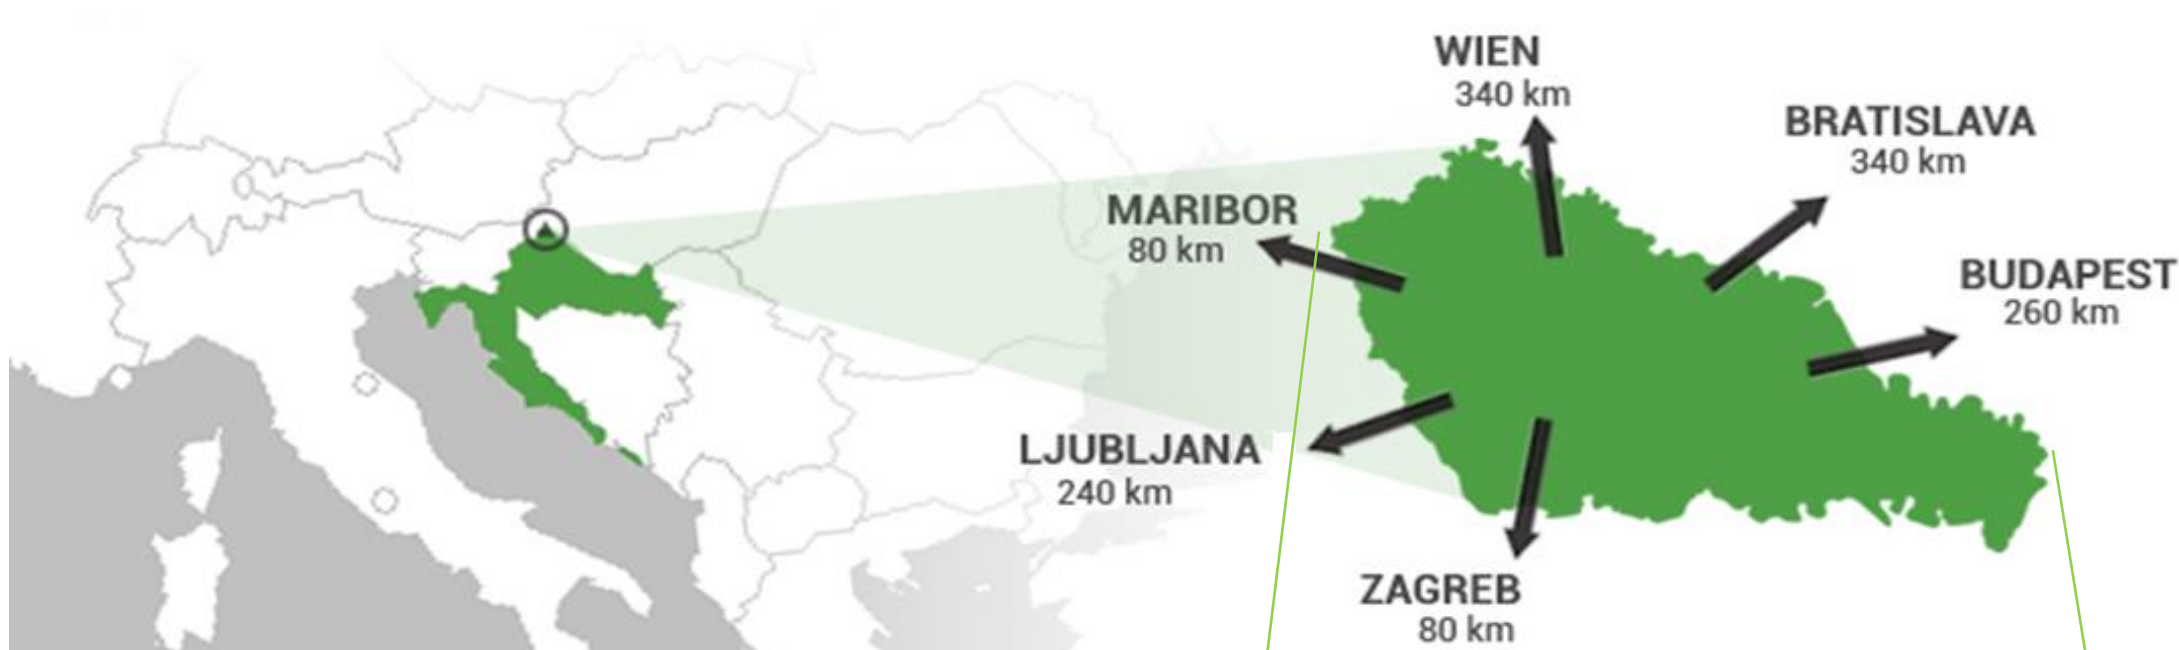 WIEN
340 km
BRATISLAVA
340 km
MARIBOR
80 km
BUDAPEST
260 km
LJUBLJANA
240 km
ZAGREB
80 km